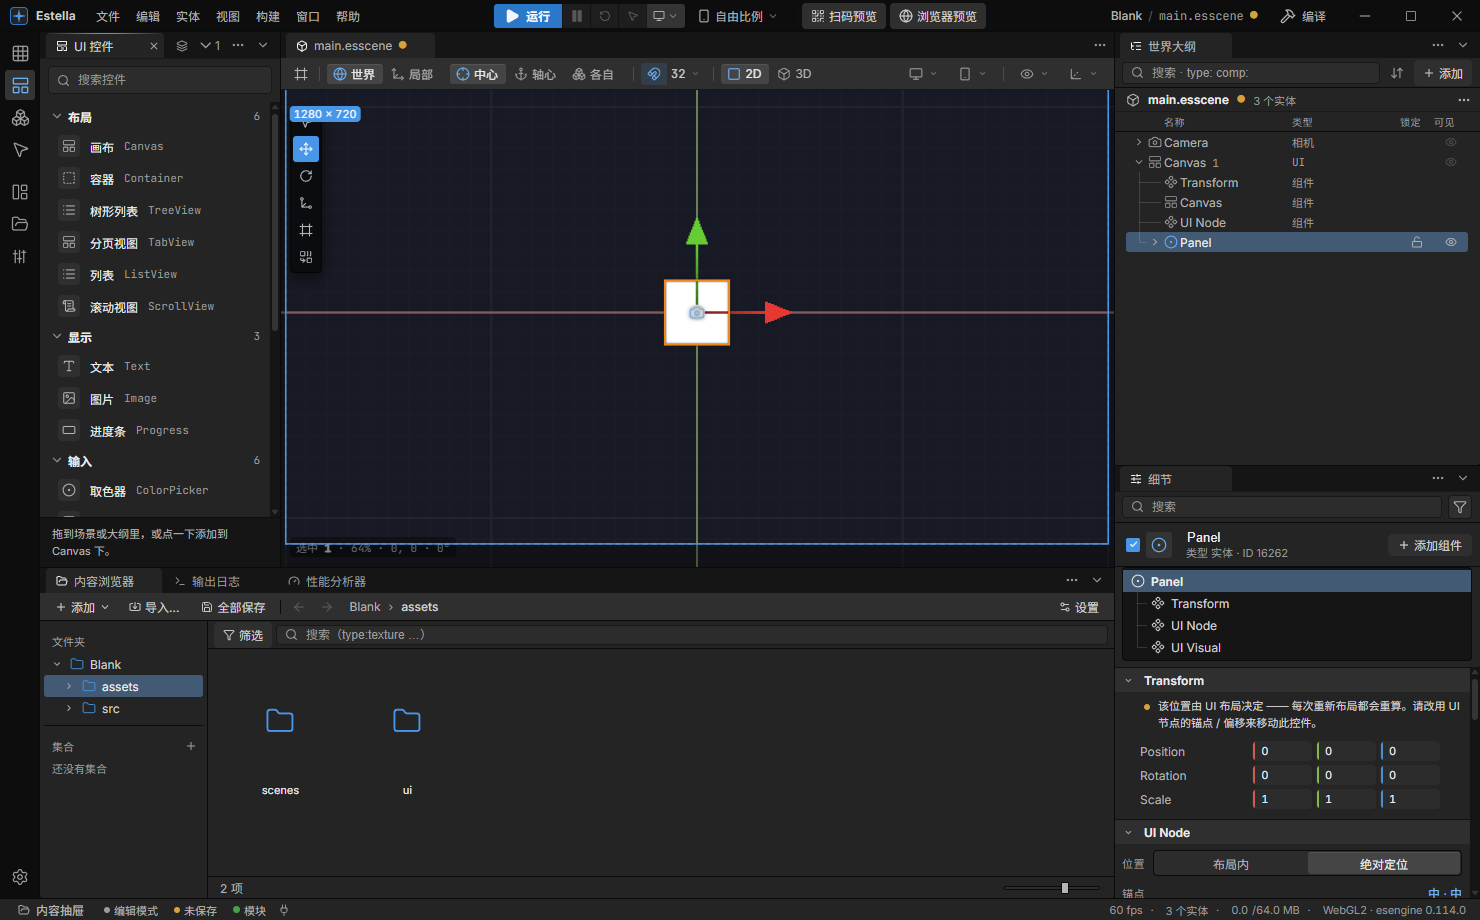 Estella 文件 编辑 实体 视图 构建 窗口 帮助 运行 自由比例 扫码预览 浏览器预览 Blank / main.esscene 编译
UI 控件 1
搜索控件
布局 6
画布 Canvas
容器 Container
树形列表 TreeView
分页视图 TabView
列表 ListView
滚动视图 ScrollView
显示 3
文本 Text
图片 Image
进度条 Progress
输入 6
取色器 ColorPicker
拖到场景或大纲里，或点一下添加到
Canvas 下。
main.esscene
世界 局部 中心 轴心 各自 32 2D 3D
1280 × 720
选中 1 · 64% · 0, 0 · 0°
世界大纲
搜索 · type: comp: 添加
main.esscene 3 个实体
名称 类型 锁定 可见
Camera 相机
Canvas 1 UI
Transform 组件
Canvas 组件
UI Node 组件
Panel
细节
搜索
Panel
类型 实体 · ID 16262
添加组件
Panel
Transform
UI Node
UI Visual
Transform
该位置由 UI 布局决定 —— 每次重新布局都会重算。请改用 UI
节点的锚点 / 偏移来移动此控件。
Position 0 0 0
Rotation 0 0 0
Scale 1 1 1
UI Node
位置 布局内 绝对定位
锚点 中 · 中
内容浏览器 输出日志 性能分析器
添加 导入... 全部保存 Blank › assets 设置
文件夹
Blank
assets
src
集合 +
还没有集合
筛选 搜索（type:texture ...）
scenes ui
2 项
内容抽屉 编辑模式 未保存 模块 60 fps · 3 个实体 · 0.0 /64.0 MB · WebGL2 · esengine 0.114.0